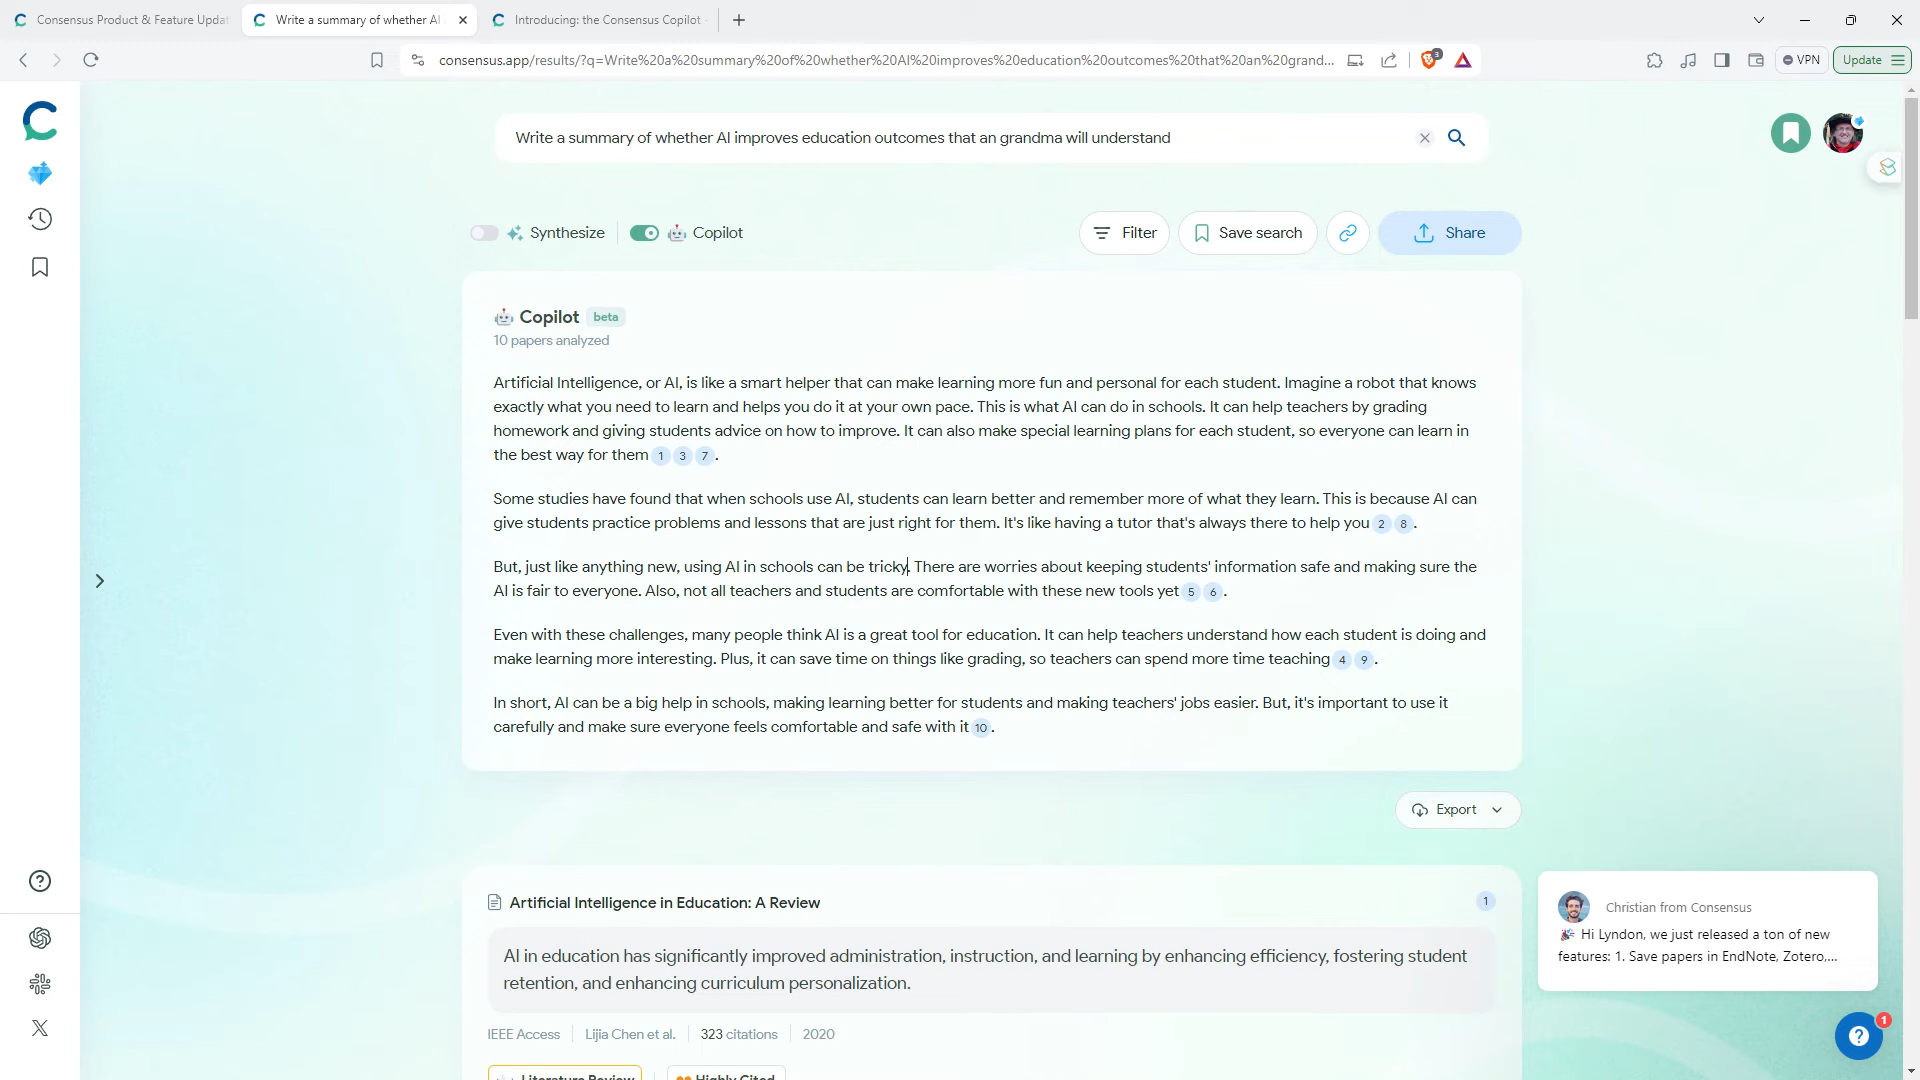 Consensus Product & Feature Updat
Write a summary of whether AI
Introducing: the Consensus Copilot
consensus.app/results/?q=Write%20a%20summary%20of%20whether%20AI%20improves%20education%20outcomes%20that%20an%20grand...
3
VPN
Update
Write a summary of whether AI improves education outcomes that an grandma will understand
Synthesize
Copilot
Filter
Save search
Share
Copilot beta
10 papers analyzed
Artificial Intelligence, or AI, is like a smart helper that can make learning more fun and personal for each student. Imagine a robot that knows
exactly what you need to learn and helps you do it at your own pace. This is what AI can do in schools. It can help teachers by grading
homework and giving students advice on how to improve. It can also make special learning plans for each student, so everyone can learn in
the best way for them 1 3 7.
Some studies have found that when schools use AI, students can learn better and remember more of what they learn. This is because AI can
give students practice problems and lessons that are just right for them. It's like having a tutor that's always there to help you 2 8.
But, just like anything new, using AI in schools can be tricky. There are worries about keeping students' information safe and making sure the
AI is fair to everyone. Also, not all teachers and students are comfortable with these new tools yet 5 6.
Even with these challenges, many people think AI is a great tool for education. It can help teachers understand how each student is doing and
make learning more interesting. Plus, it can save time on things like grading, so teachers can spend more time teaching 4 9.
In short, AI can be a big help in schools, making learning better for students and making teachers' jobs easier. But, it's important to use it
carefully and make sure everyone feels comfortable and safe with it 10.
Export
Artificial Intelligence in Education: A Review
1
AI in education has significantly improved administration, instruction, and learning by enhancing efficiency, fostering student
retention, and enhancing curriculum personalization.
IEEE Access
Lijia Chen et al.
323 citations
2020
Literature Review
Highly Cited
Christian from Consensus
Hi Lyndon, we just released a ton of new
features: 1. Save papers in EndNote, Zotero,...
1